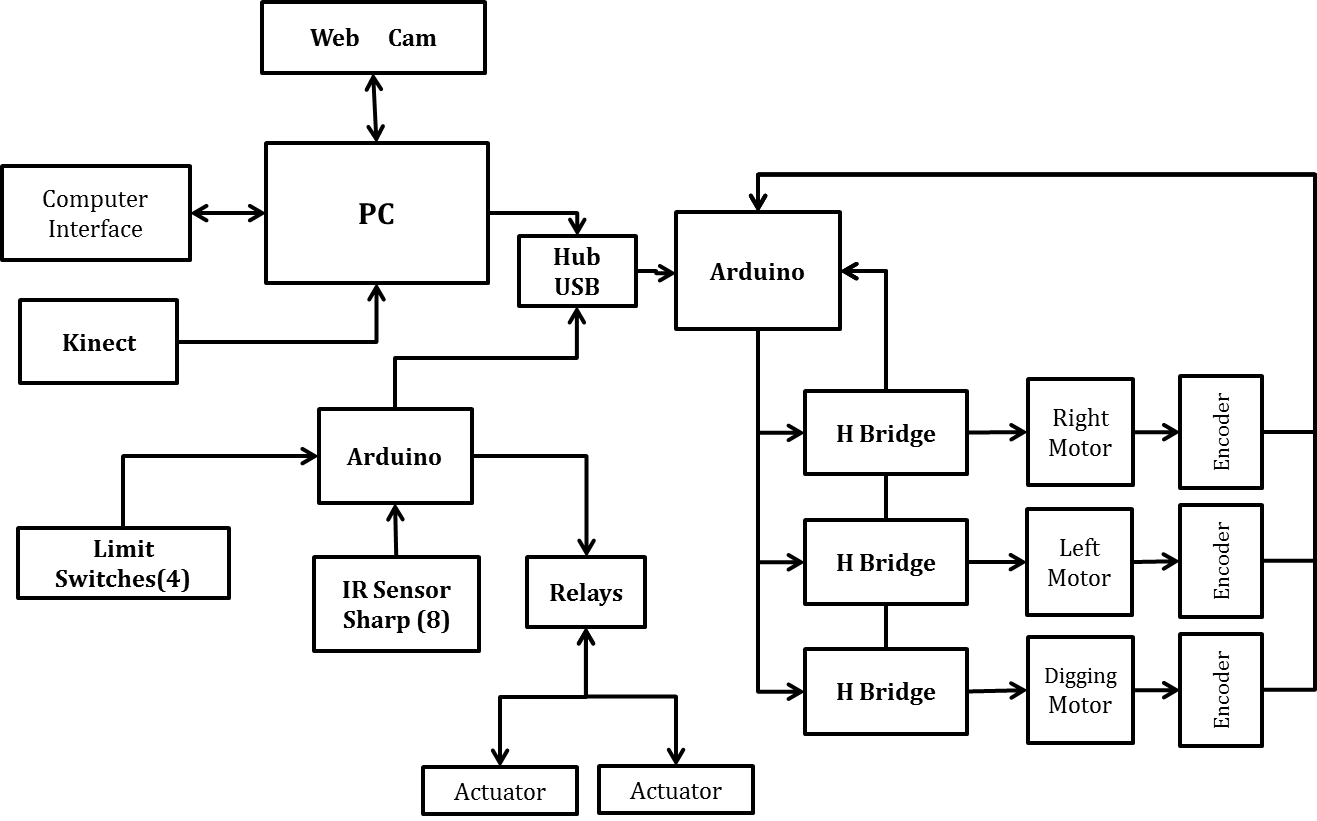 Web Cam
PC
Computer
Interface
Hub
USB
Arduino
Kinect
Arduino
H Bridge
Right
Motor
Encoder
Limit
Switches(4)
IR Sensor
Sharp (8)
Relays
H Bridge
Left
Motor
Encoder
H Bridge
Digging
Motor
Encoder
Actuator
Actuator